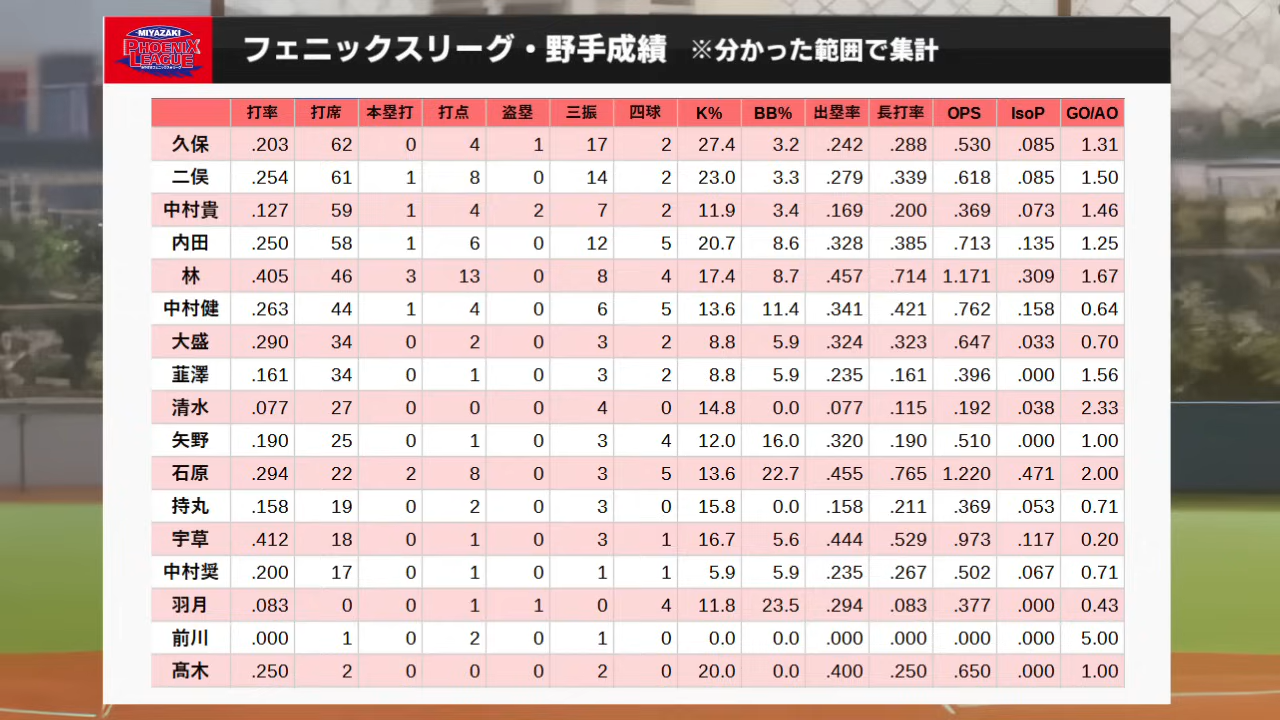 MIYAZAKI
PHOENIX
LEAGUE
フェニックスリーグ・野手成績 ※分かった範囲で集計
打率 打席 本塁打 打点 盗塁 三振 四球 K% BB% 出塁率 長打率 OPS IsoP GO/AO
久保 .203 62 0 4 1 17 2 27.4 3.2 .242 .288 .530 .085 1.31
二俣 .254 61 1 8 0 14 2 23.0 3.3 .279 .339 .618 .085 1.50
中村貴 .127 59 1 4 2 7 2 11.9 3.4 .169 .200 .369 .073 1.46
内田 .250 58 1 6 0 12 5 20.7 8.6 .328 .385 .713 .135 1.25
林 .405 46 3 13 0 8 4 17.4 8.7 .457 .714 1.171 .309 1.67
中村健 .263 44 1 4 0 6 5 13.6 11.4 .341 .421 .762 .158 0.64
大盛 .290 34 0 2 0 3 2 8.8 5.9 .324 .323 .647 .033 0.70
韮澤 .161 34 0 1 0 3 2 8.8 5.9 .235 .161 .396 .000 1.56
清水 .077 27 0 0 0 4 0 14.8 0.0 .077 .115 .192 .038 2.33
矢野 .190 25 0 1 0 3 4 12.0 16.0 .320 .190 .510 .000 1.00
石原 .294 22 2 8 0 3 5 13.6 22.7 .455 .765 1.220 .471 2.00
持丸 .158 19 0 2 0 3 0 15.8 0.0 .158 .211 .369 .053 0.71
宇草 .412 18 0 1 0 3 1 16.7 5.6 .444 .529 .973 .117 0.20
中村奨 .200 17 0 1 0 1 1 5.9 5.9 .235 .267 .502 .067 0.71
羽月 .083 0 0 1 1 0 4 11.8 23.5 .294 .083 .377 .000 0.43
前川 .000 1 0 2 0 1 0 0.0 0.0 .000 .000 .000 .000 5.00
髙木 .250 2 0 0 0 2 0 20.0 0.0 .400 .250 .650 .000 1.00